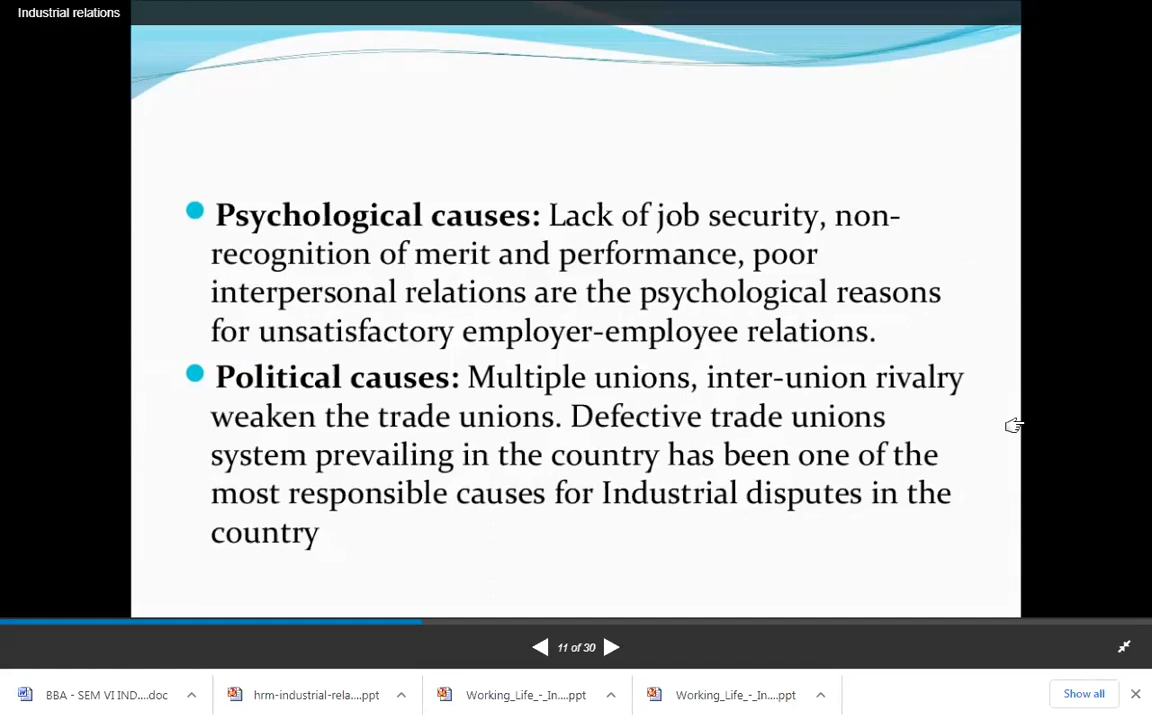 Industrial relations
Psychological causes: Lack of job security, non-
recognition of merit and performance, poor
interpersonal relations are the psychological reasons
for unsatisfactory employer-employee relations.
Political causes: Multiple unions, inter-union rivalry
weaken the trade unions. Defective trade unions
system prevailing in the country has been one of the
most responsible causes for Industrial disputes in the
country
11 of 30
BBA - SEM VI IND....doc
hrm-industrial-rela....ppt
Working_Life_-_In....ppt
Working_Life_-_In....ppt
Show all